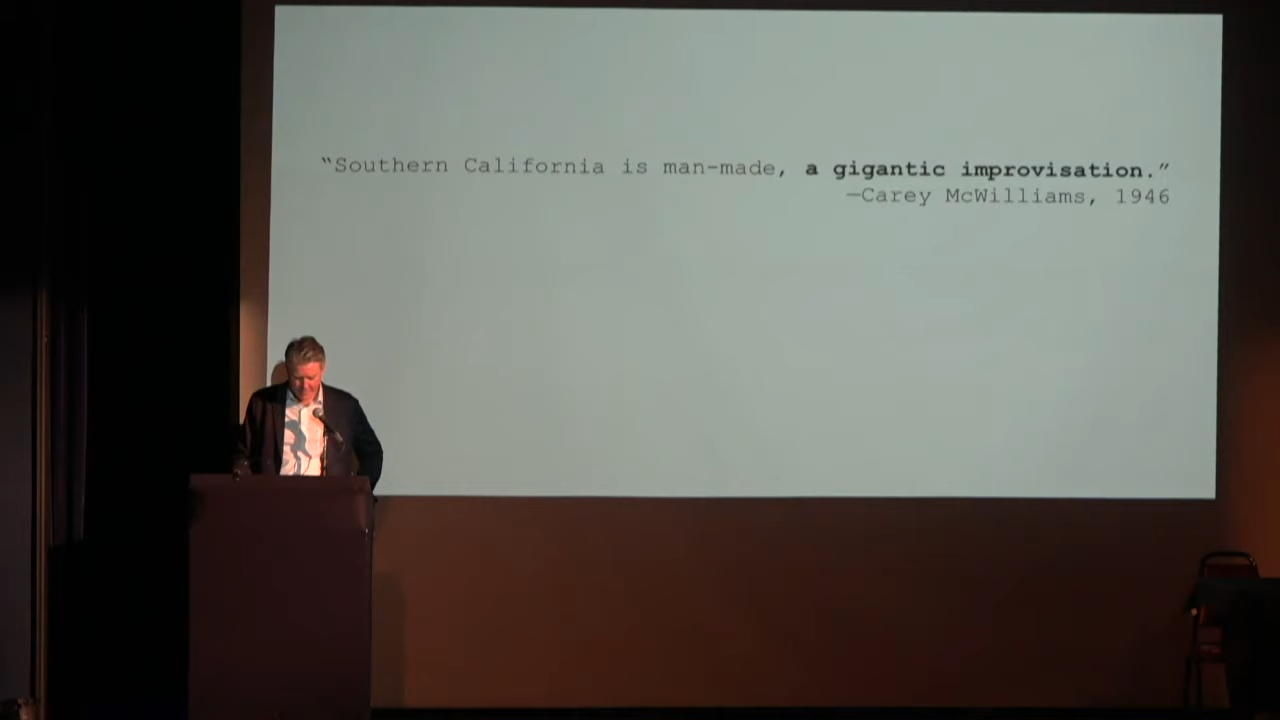 “Southern California is man-made, a gigantic improvisation.”
—Carey McWilliams, 1946